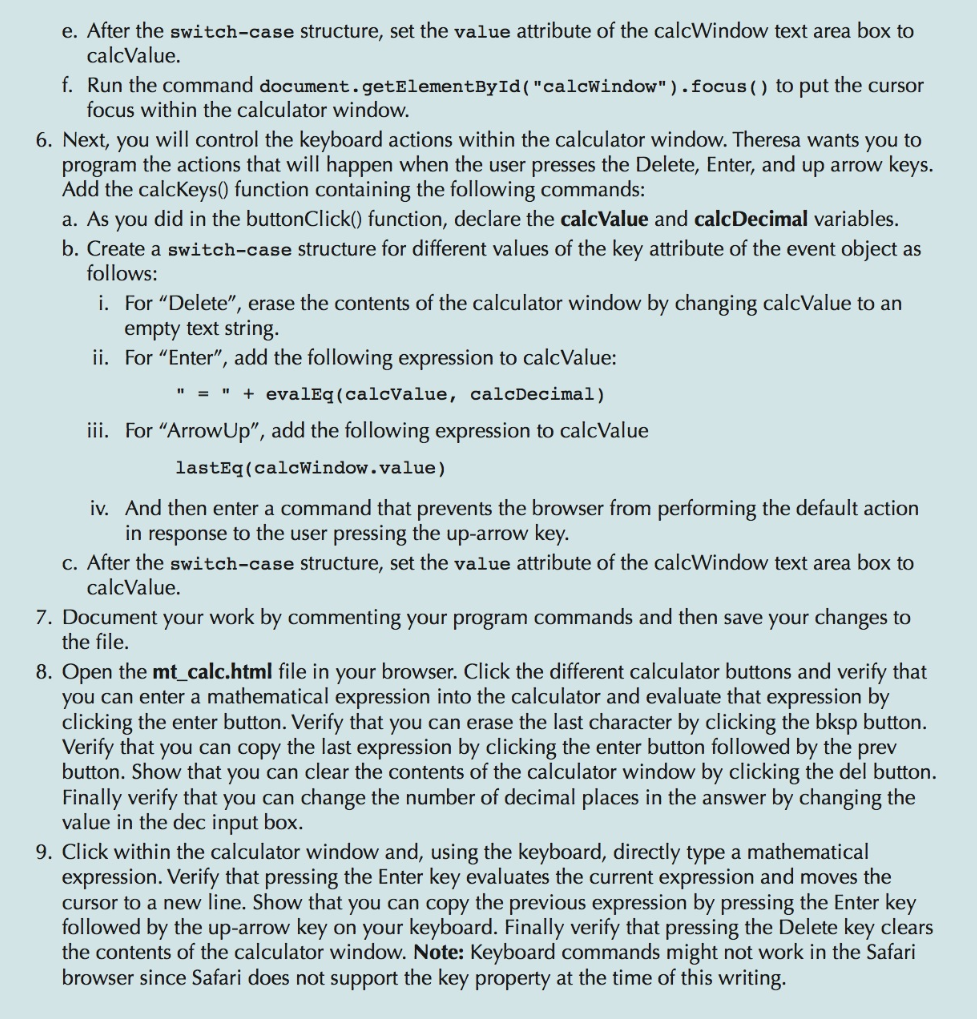 e. After the switch-case structure, set the value attribute of the calcWindow text area box to
calcValue.
f. Run the command document.getElementById("calcWindow").focus() to put the cursor
focus within the calculator window.
6. Next, you will control the keyboard actions within the calculator window. Theresa wants you to
program the actions that will happen when the user presses the Delete, Enter, and up arrow keys.
Add the calcKeys() function containing the following commands:
a. As you did in the buttonClick() function, declare the calcValue and calcDecimal variables.
b. Create a switch-case structure for different values of the key attribute of the event object as
follows:
i. For “Delete”, erase the contents of the calculator window by changing calcValue to an
empty text string.
ii. For “Enter”, add the following expression to calcValue:
" = " + evalEq(calcValue, calcDecimal)
iii. For “ArrowUp”, add the following expression to calcValue
lastEq(calcWindow.value)
iv. And then enter a command that prevents the browser from performing the default action
in response to the user pressing the up-arrow key.
c. After the switch-case structure, set the value attribute of the calcWindow text area box to
calcValue.
7. Document your work by commenting your program commands and then save your changes to
the file.
8. Open the mt_calc.html file in your browser. Click the different calculator buttons and verify that
you can enter a mathematical expression into the calculator and evaluate that expression by
clicking the enter button. Verify that you can erase the last character by clicking the bksp button.
Verify that you can copy the last expression by clicking the enter button followed by the prev
button. Show that you can clear the contents of the calculator window by clicking the del button.
Finally verify that you can change the number of decimal places in the answer by changing the
value in the dec input box.
9. Click within the calculator window and, using the keyboard, directly type a mathematical
expression. Verify that pressing the Enter key evaluates the current expression and moves the
cursor to a new line. Show that you can copy the previous expression by pressing the Enter key
followed by the up-arrow key on your keyboard. Finally verify that pressing the Delete key clears
the contents of the calculator window. Note: Keyboard commands might not work in the Safari
browser since Safari does not support the key property at the time of this writing.